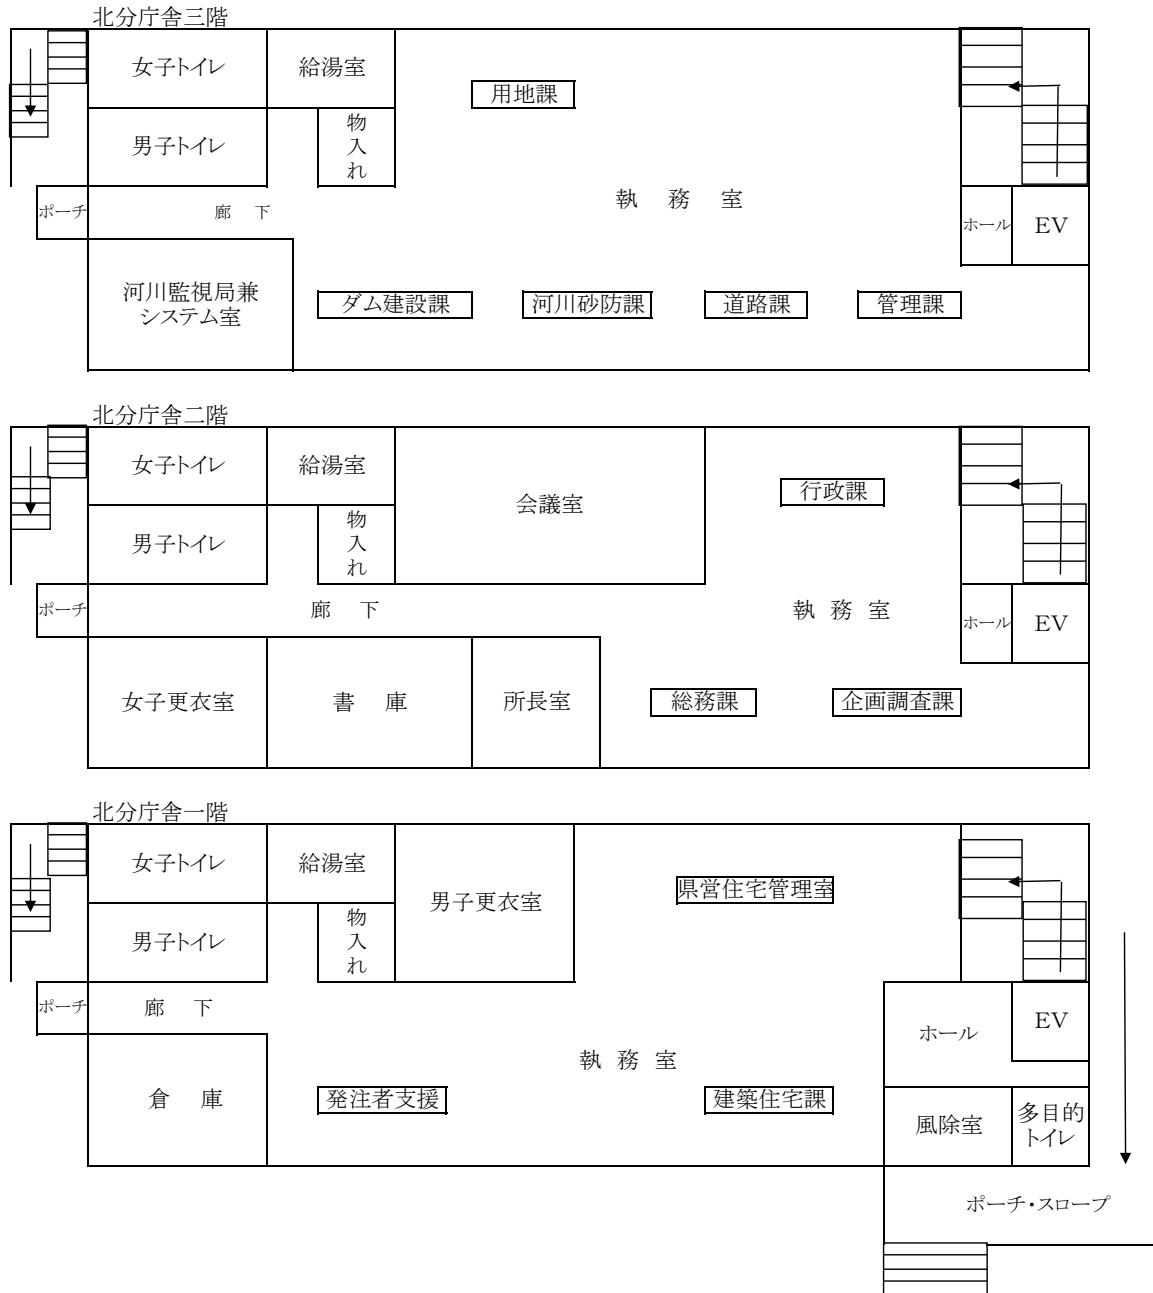 北分庁舎三階
女子トイレ
給湯室
用地課
男子トイレ
物入れ
執務室
ポーチ
廊下
ホール
EV
河川監視局兼
システム室
ダム建設課
河川砂防課
道路課
管理課
北分庁舎二階
女子トイレ
給湯室
会議室
行政課
男子トイレ
物入れ
ポーチ
廊下
執務室
ホール
EV
女子更衣室
書庫
所長室
総務課
企画調査課
北分庁舎一階
女子トイレ
給湯室
男子更衣室
県営住宅管理室
男子トイレ
物入れ
ポーチ
廊下
ホール
EV
執務室
倉庫
発注者支援
建築住宅課
風除室
多目的
トイレ
ポーチ・スロープ